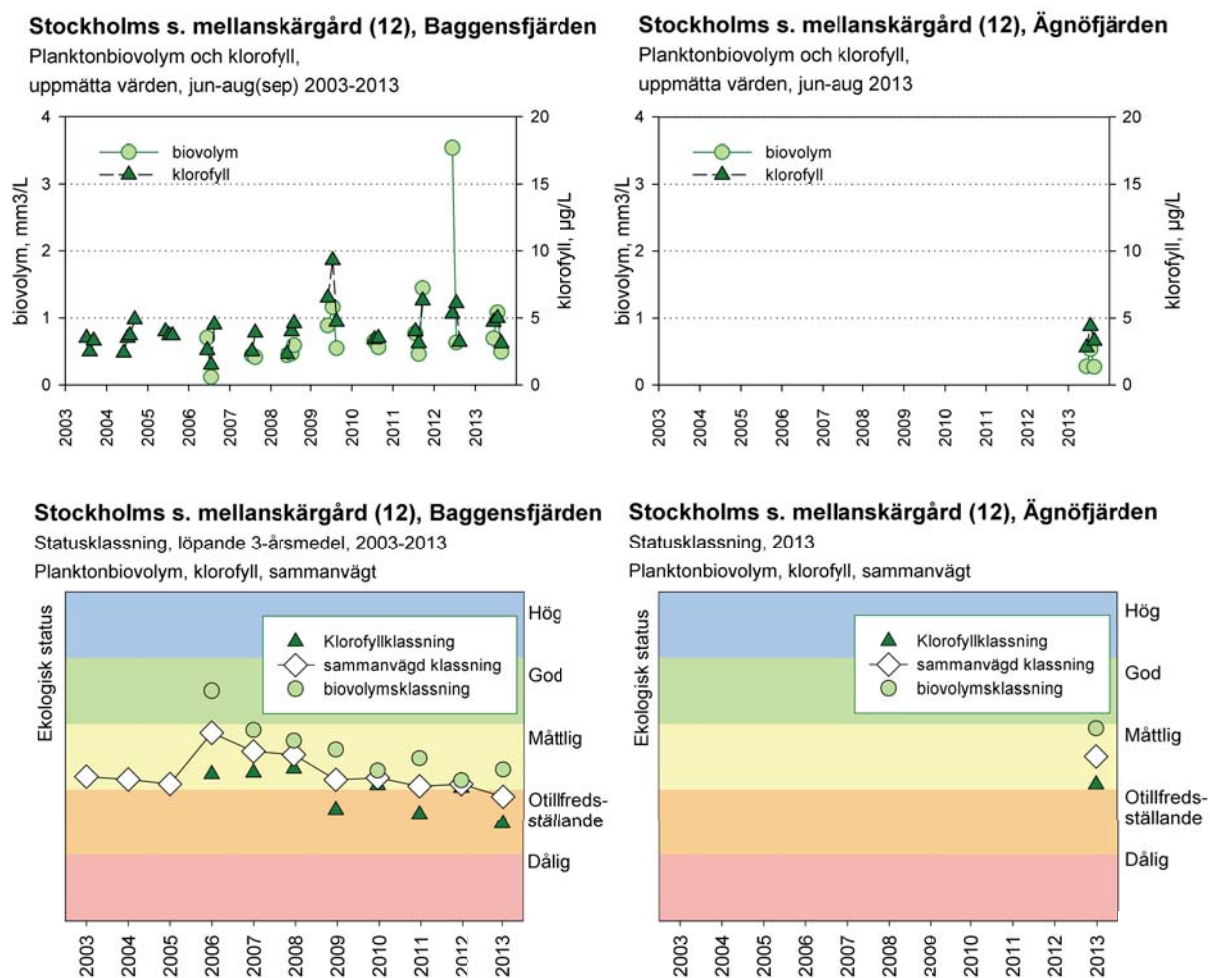 Stockholms s. mellanskärgård (12), Baggensfjärden
Planktonbiovolym och klorofyll,
uppmätta värden, jun-aug(sep) 2003-2013
biovolym, mm3/L
4
3
2
1
0
biovolym
klorofyll
20
15
10
5
0
klorofyll, µg/L
2003
2004
2005
2006
2007
2008
2009
2010
2011
2012
2013
Stockholms s. mellanskärgård (12), Ägnöfjärden
Planktonbiovolym och klorofyll,
uppmätta värden, jun-aug 2013
biovolym, mm3/L
4
3
2
1
0
biovolym
klorofyll
20
15
10
5
0
klorofyll, µg/L
2003
2004
2005
2006
2007
2008
2009
2010
2011
2012
2013
Stockholms s. mellanskärgård (12), Baggensfjärden
Statusklassning, löpande 3-årsmedel, 2003-2013
Planktonbiovolym, klorofyll, sammanvägt
Ekologisk status
Klorofyllklassning
sammanvägd klassning
biovolymsklassning
Hög
God
Måttlig
Otillfreds-
ställande
Dålig
2003
2004
2005
2006
2007
2008
2009
2010
2011
2012
2013
Stockholms s. mellanskärgård (12), Ägnöfjärden
Statusklassning, 2013
Planktonbiovolym, klorofyll, sammanvägt
Ekologisk status
Klorofyllklassning
sammanvägd klassning
biovolymsklassning
Hög
God
Måttlig
Otillfreds-
ställande
Dålig
2003
2004
2005
2006
2007
2008
2009
2010
2011
2012
2013